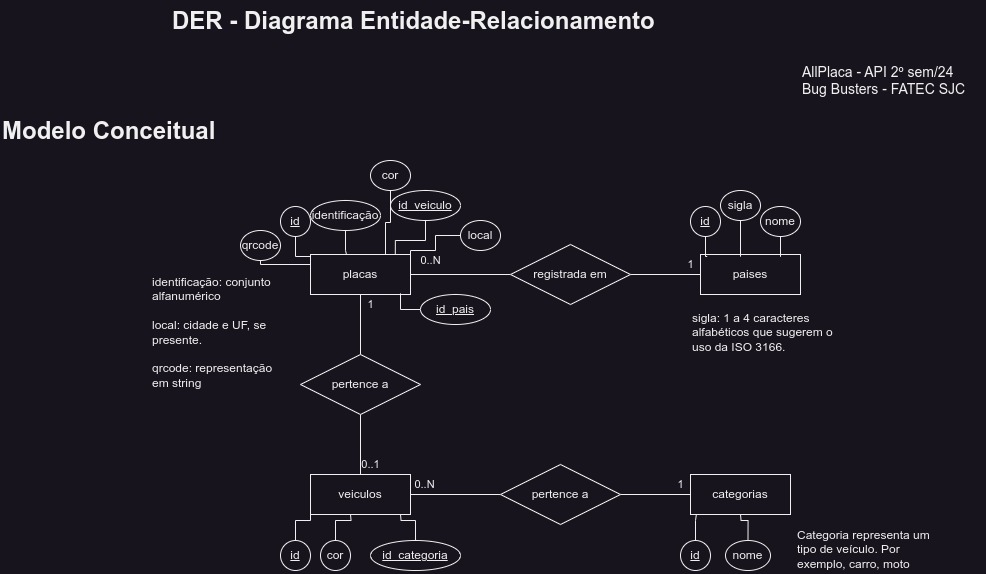 DER - Diagrama Entidade-Relacionamento
AllPlaca - API 2º sem/24
Bug Busters - FATEC SJC
Modelo Conceitual
cor
id_veiculo
identificação
id
qrcode
local
sigla
id
nome
placas
0..N
registrada em
1
paises
identificação: conjunto
alfanumérico
local: cidade e UF, se
presente.
qrcode: representação
em string
1
id_pais
sigla: 1 a 4 caracteres
alfabéticos que sugerem o
uso da ISO 3166.
pertence a
0..1
veiculos
0..N
pertence a
1
categorias
id
cor
id_categoria
id
nome
Categoria representa um
tipo de veículo. Por
exemplo, carro, moto